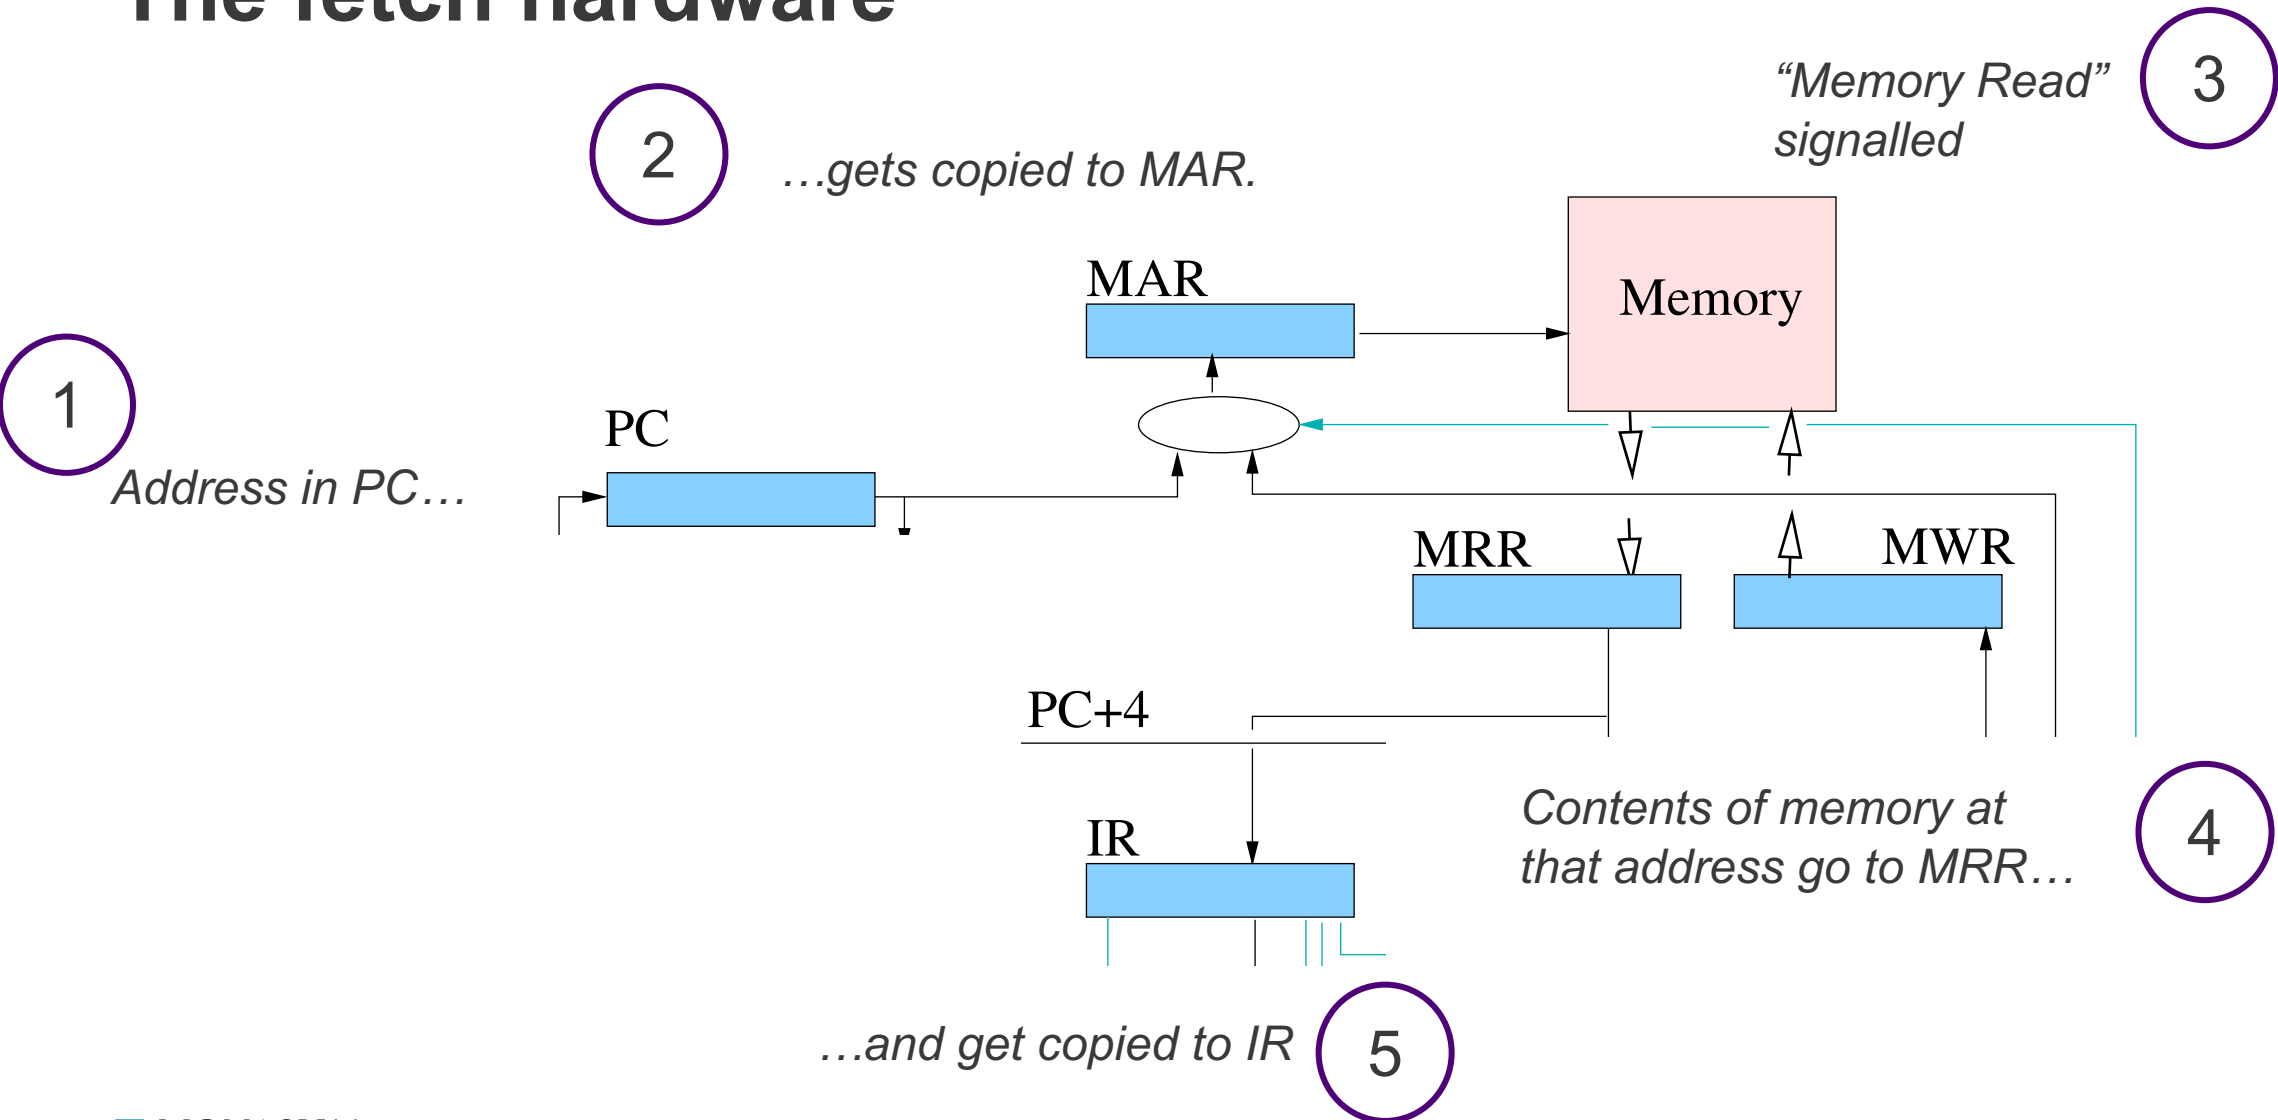 The fetch hardware
3
“Memory Read”
signalled
2
…gets copied to MAR.
MAR
Memory
1
PC
Address in PC…
MRR
MWR
PC+4
Contents of memory at
that address go to MRR…
4
IR
…and get copied to IR
5